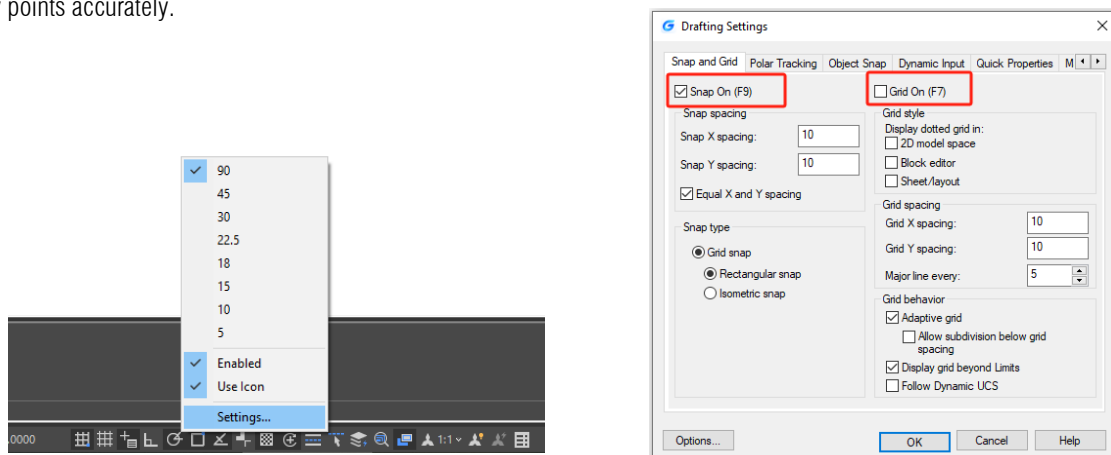 points accurately.
90
45
30
22.5
18
15
10
5
Enabled
Use Icon
Settings...
.0000
1:1
Drafting Settings
Snap and Grid Polar Tracking Object Snap Dynamic Input Quick Properties M
Snap On (F9)
Snap spacing
Snap X spacing: 10
Snap Y spacing: 10
Equal X and Y spacing
Snap type
Grid snap
Rectangular snap
Isometric snap
Grid On (F7)
Grid style
Display dotted grid in:
2D model space
Block editor
Sheet/layout
Grid spacing
Grid X spacing: 10
Grid Y spacing: 10
Major line every: 5
Grid behavior
Adaptive grid
Allow subdivision below grid
spacing
Display grid beyond Limits
Follow Dynamic UCS
Options... OK Cancel Help